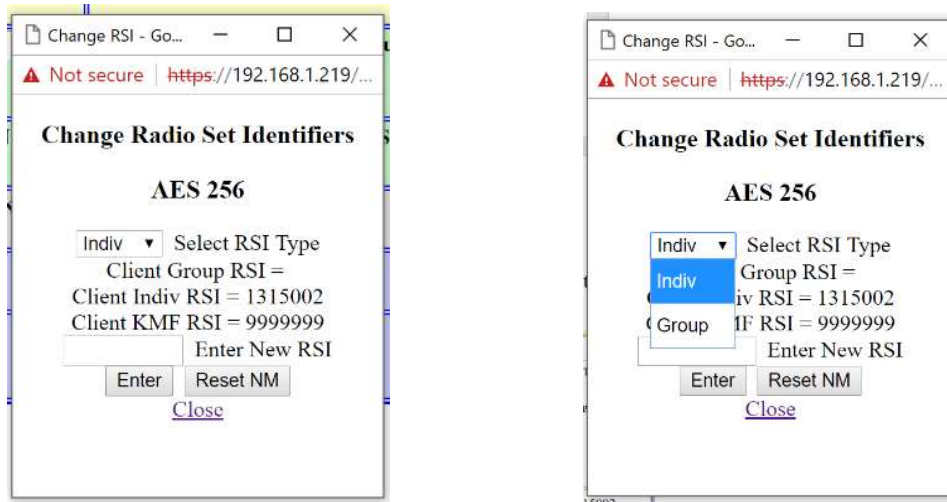 Change RSI - Go...
Not secure | https://192.168.1.219/...
Change Radio Set Identifiers
AES 256
Indiv Select RSI Type
Client Group RSI =
Client Indiv RSI = 1315002
Client KMF RSI = 9999999
Enter New RSI
Enter Reset NM
Close
Change RSI - Go...
Not secure | https://192.168.1.219/...
Change Radio Set Identifiers
AES 256
Indiv Select RSI Type
Indiv Group RSI =
iv RSI = 1315002
Group F RSI = 9999999
Enter New RSI
Enter Reset NM
Close